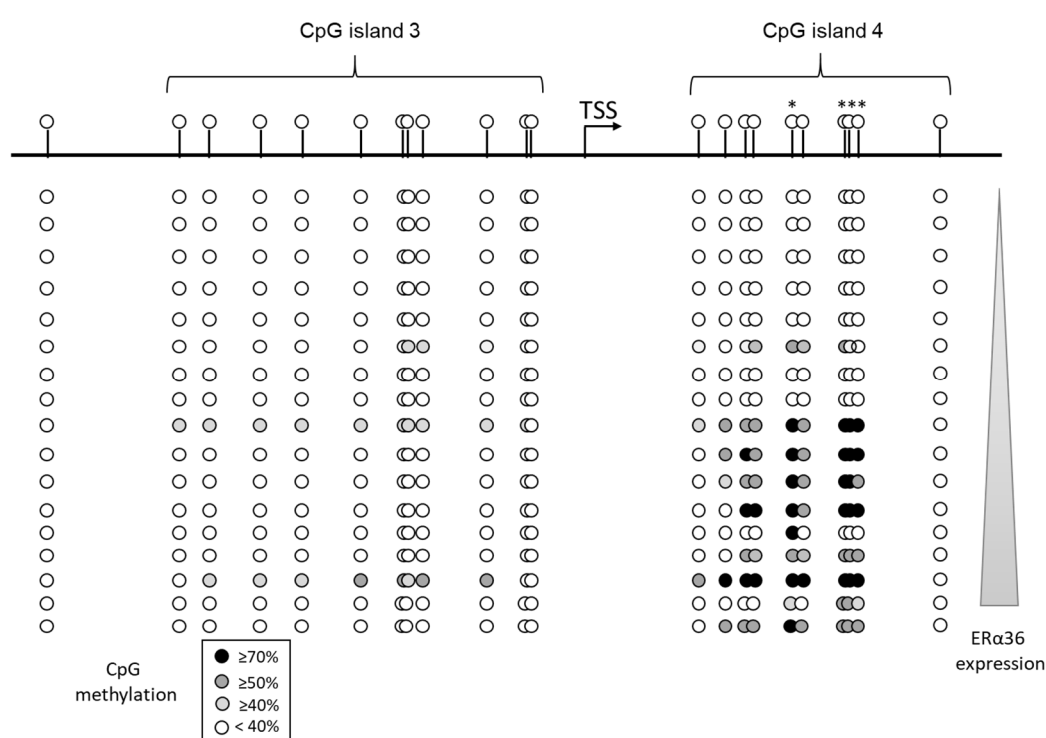 CpG island 3
CpG island 4
* ***
TSS
CpG
methylation
≥70%
≥50%
≥40%
< 40%
ERα36
expression